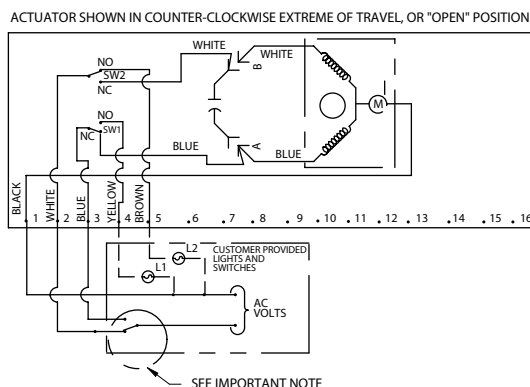 ACTUATOR SHOWN IN COUNTER-CLOCKWISE EXTREME OF TRAVEL, OR "OPEN" POSITION
WHITE
NO
SW2
NC
B
NO
SW1
NC
A
M
BLUE
BLUE
BLACK
WHITE
BLUE
YELLOW
BROWN
1 2 3 4 5 6 7 8 9 10 11 12 13 14 15 16
L2
CUSTOMER PROVIDED
LIGHTS AND
SWITCHES
L1
AC
VOLTS
SEE IMPORTANT NOTE